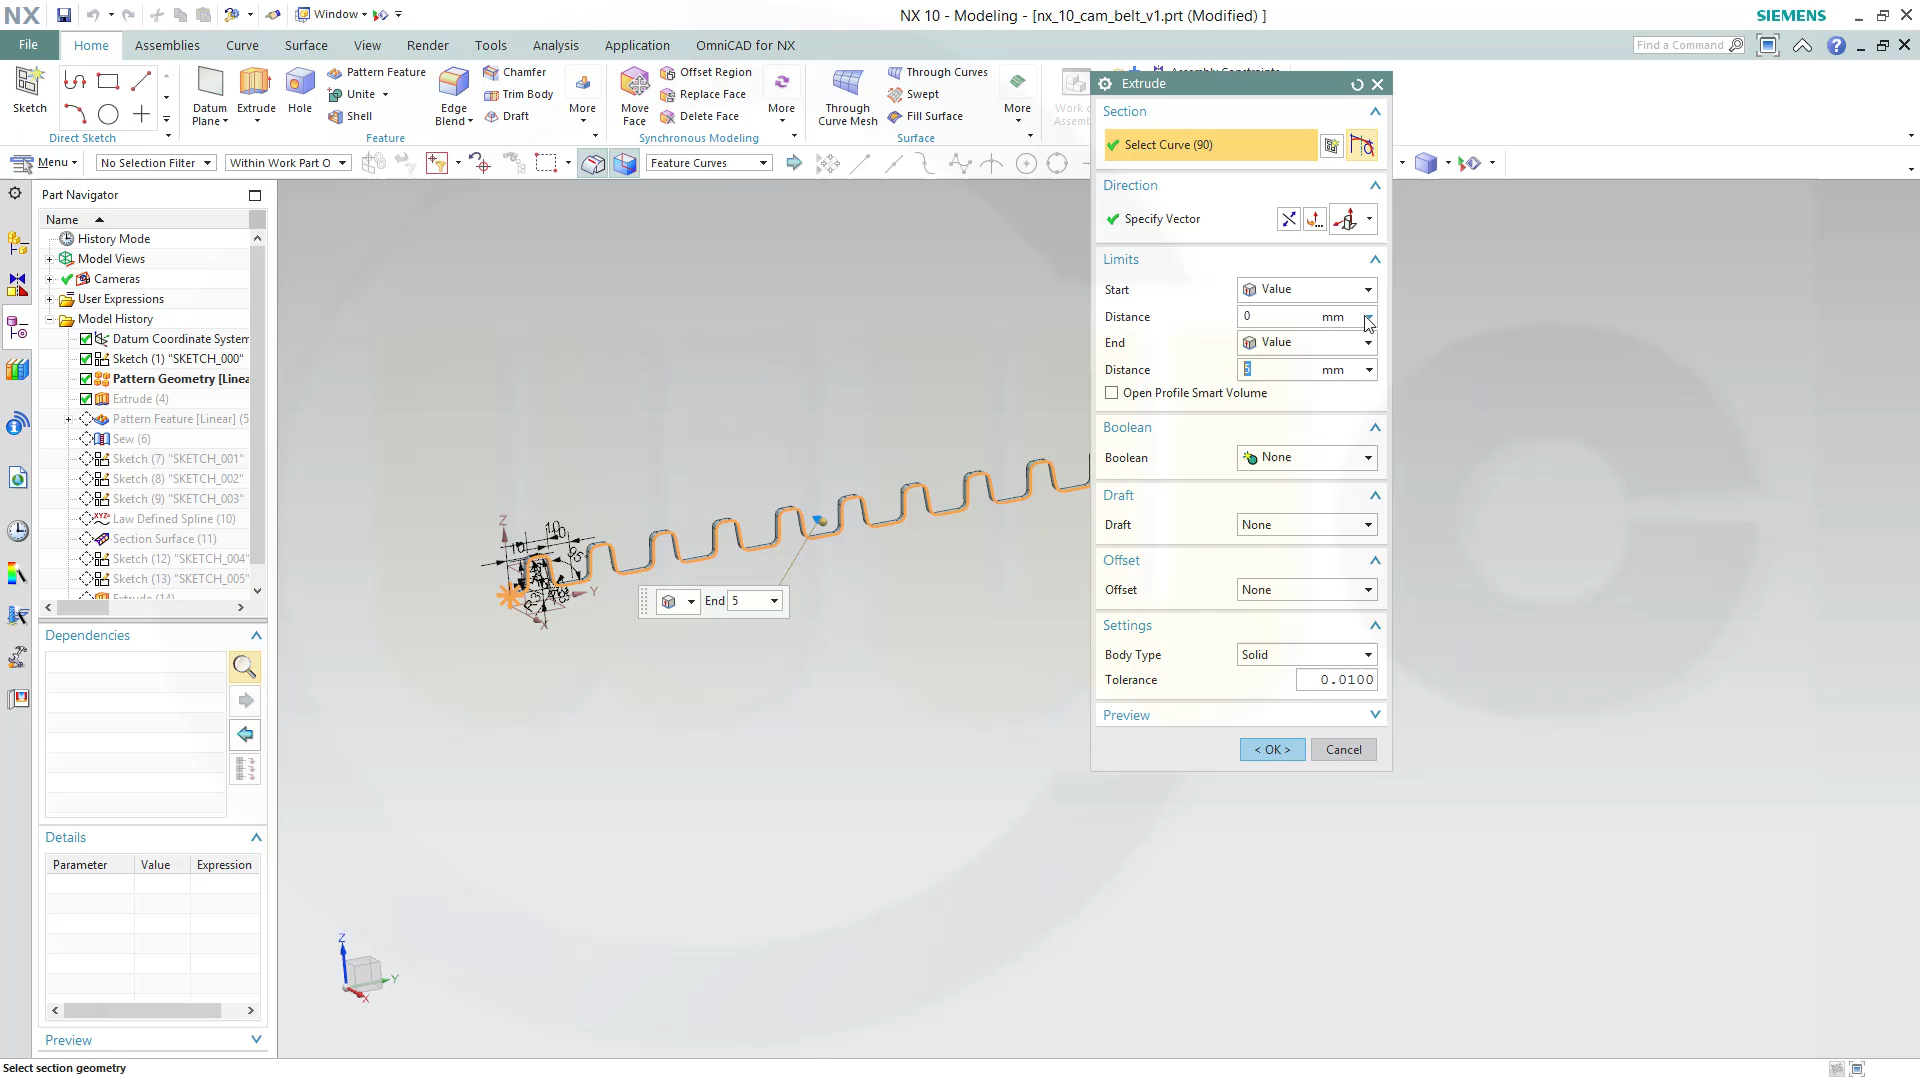 NX
Window
NX 10 - Modeling - [nx_10_cam_belt_v1.prt (Modified) ]
SIEMENS
File
Home
Assemblies
Curve
Surface
View
Render
Tools
Analysis
Application
OmniCAD for NX
Find a Command
Sketch
Datum Plane
Extrude
Hole
Pattern Feature
Unite
Shell
Edge Blend
Chamfer
Trim Body
Draft
More
Move Face
Offset Region
Replace Face
Delete Face
More
Through Curve Mesh
Through Curves
Swept
Fill Surface
More
Assembly Constraints
Direct Sketch
Feature
Synchronous Modeling
Surface
Menu
No Selection Filter
Within Work Part O
Feature Curves
Part Navigator
Name
History Mode
Model Views
Cameras
User Expressions
Model History
Datum Coordinate System
Sketch (1) "SKETCH_000"
Pattern Geometry [Linea
Extrude (4)
Pattern Feature [Linear] (5
Sew (6)
Sketch (7) "SKETCH_001"
Sketch (8) "SKETCH_002"
Sketch (9) "SKETCH_003"
Law Defined Spline (10)
Section Surface (11)
Sketch (12) "SKETCH_004"
Sketch (13) "SKETCH_005"
Extrude (14)
Dependencies
Details
Parameter Value Expression
Preview
Select section geometry
Z
Y
X
End 5
Z
Y
X
Extrude
Section
Select Curve (90)
Direction
Specify Vector
Limits
Start Value
Distance 0 mm
End Value
Distance 5 mm
Open Profile Smart Volume
Boolean
Boolean None
Draft
Draft None
Offset
Offset None
Settings
Body Type Solid
Tolerance 0.0100
Preview
< OK > Cancel